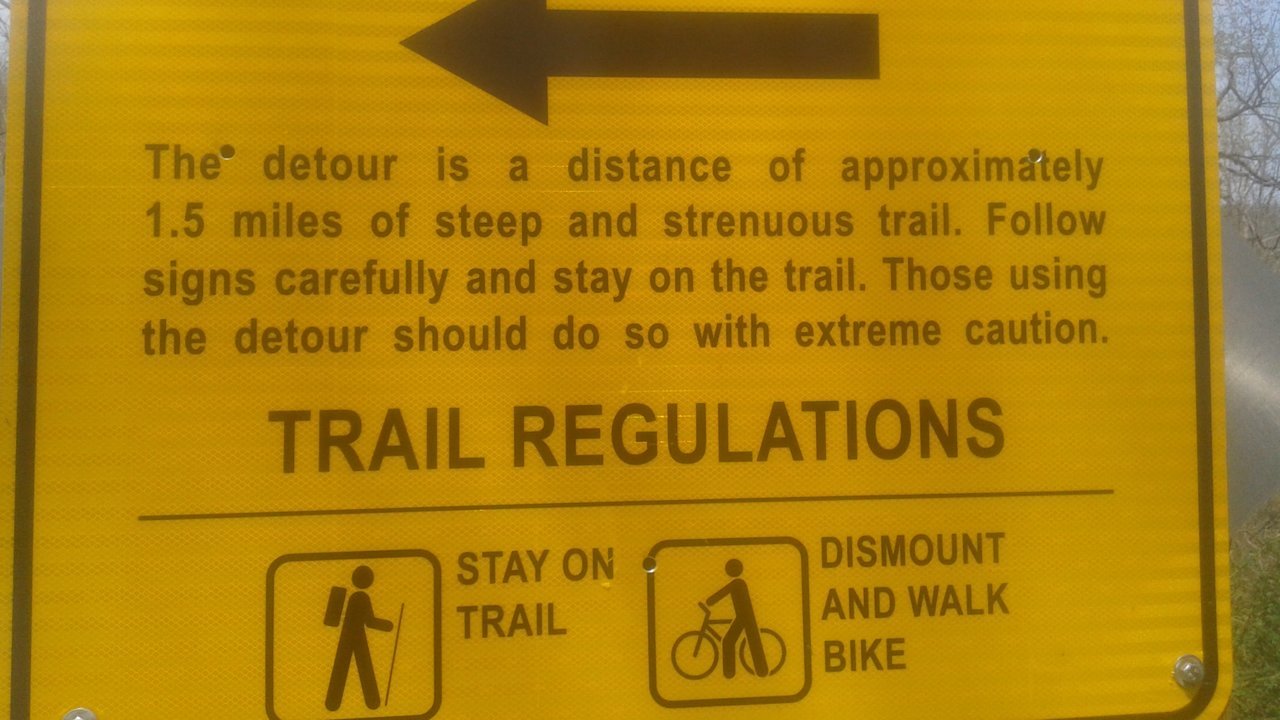 The detour is a distance of approximately
1.5 miles of steep and strenuous trail. Follow
signs carefully and stay on the trail. Those using
the detour should do so with extreme caution.
TRAIL REGULATIONS
STAY ON
TRAIL
DISMOUNT
AND WALK
BIKE